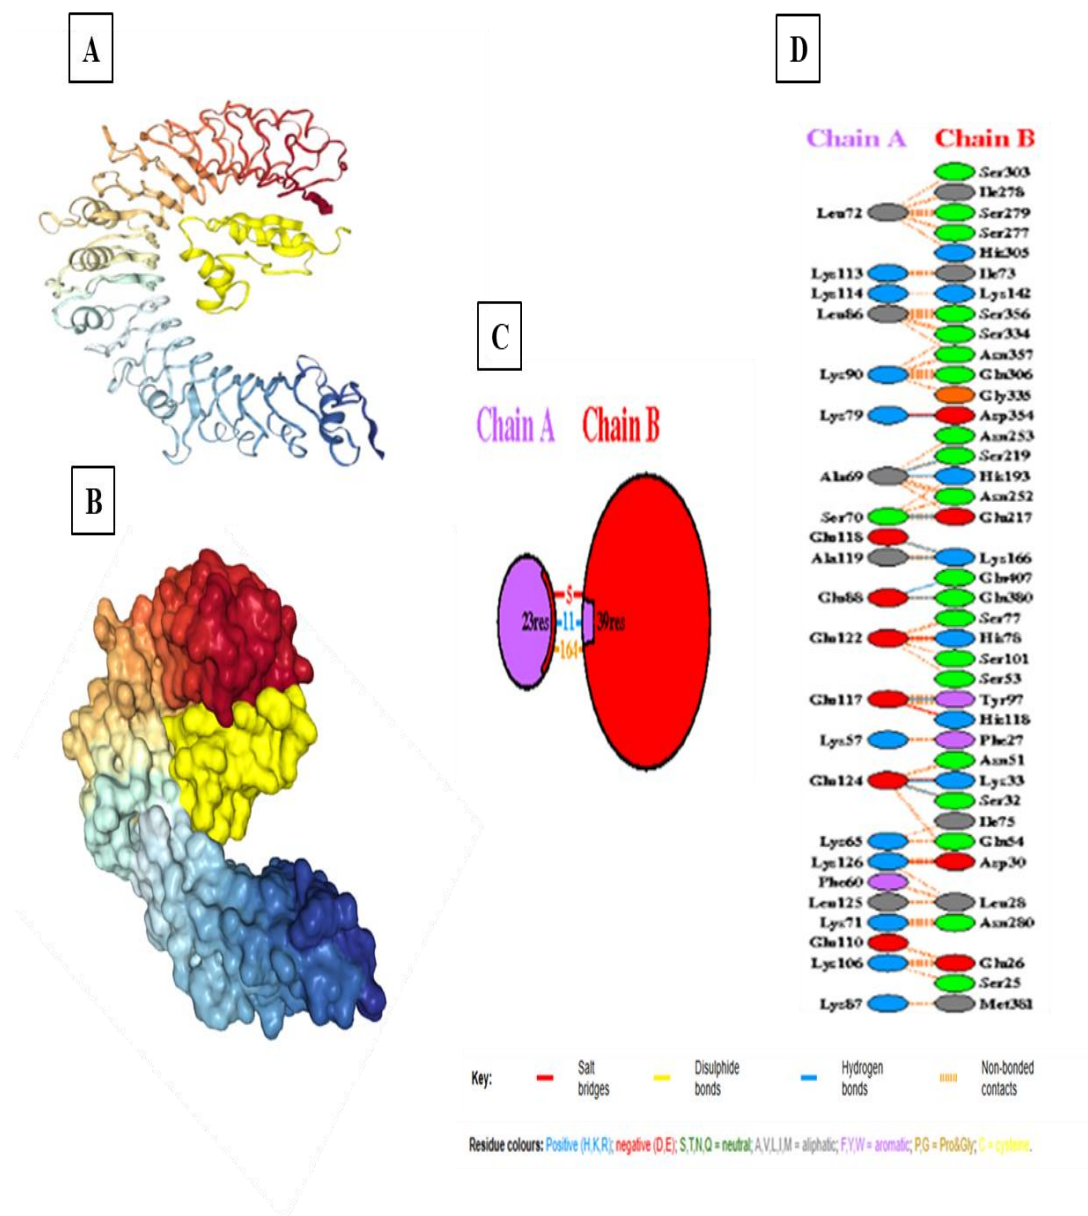 A
B
C
Chain A Chain B
23res 5 39res
11
164
D
Chain A Chain B
Ser303
Ile278
Leu72 Ser279
Ser277
His305
Lys113 Ile73
Lys114 Lys142
Leu86 Ser356
Ser334
Asn357
Lys90 Gln306
Gly335
Lys79 Asp354
Asn253
Ser219
Ala69 His193
Asn252
Ser70 Glu217
Glu118
Ala119 Lys166
Gln407
Glu88 Gln380
Ser77
Glu122 His78
Ser101
Ser53
Glu117 Tyr97
His118
Lys57 Phe27
Asn51
Glu124 Lys33
Ser32
Ile75
Lys65 Gln54
Lys126 Asp30
Phe60
Leu125 Leu28
Lys71 Asn280
Glu110
Lys106 Glu26
Ser25
Lys87 Met381
Key: Salt bridges Disulphide bonds Hydrogen bonds Non-bonded contacts
Residue colours: Positive (H,K,R); negative (D,E); S,T,N,Q = neutral; A,V,L,I,M = aliphatic; F,Y,W = aromatic; P,G = Pro&Gly; C = cysteine.